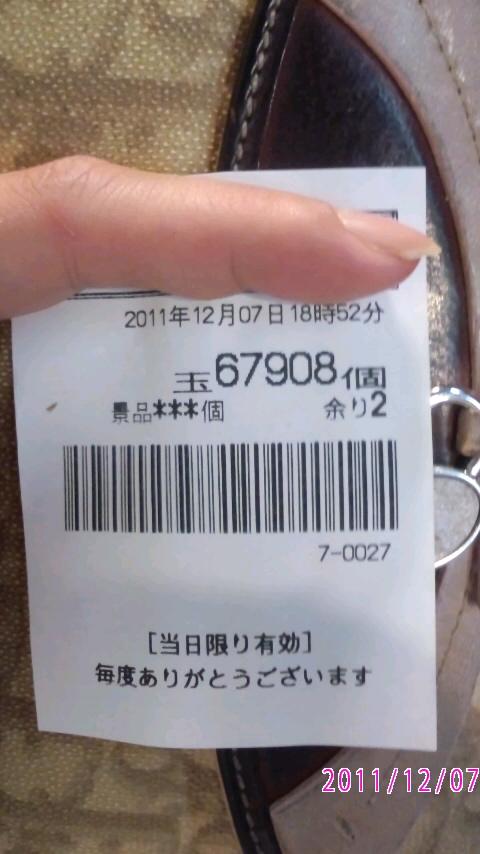 2011年12月07日18時52分
玉67908個
景品***個 余り2
7-0027
[当日限り有効]
毎度ありがとうございます
2011/12/07